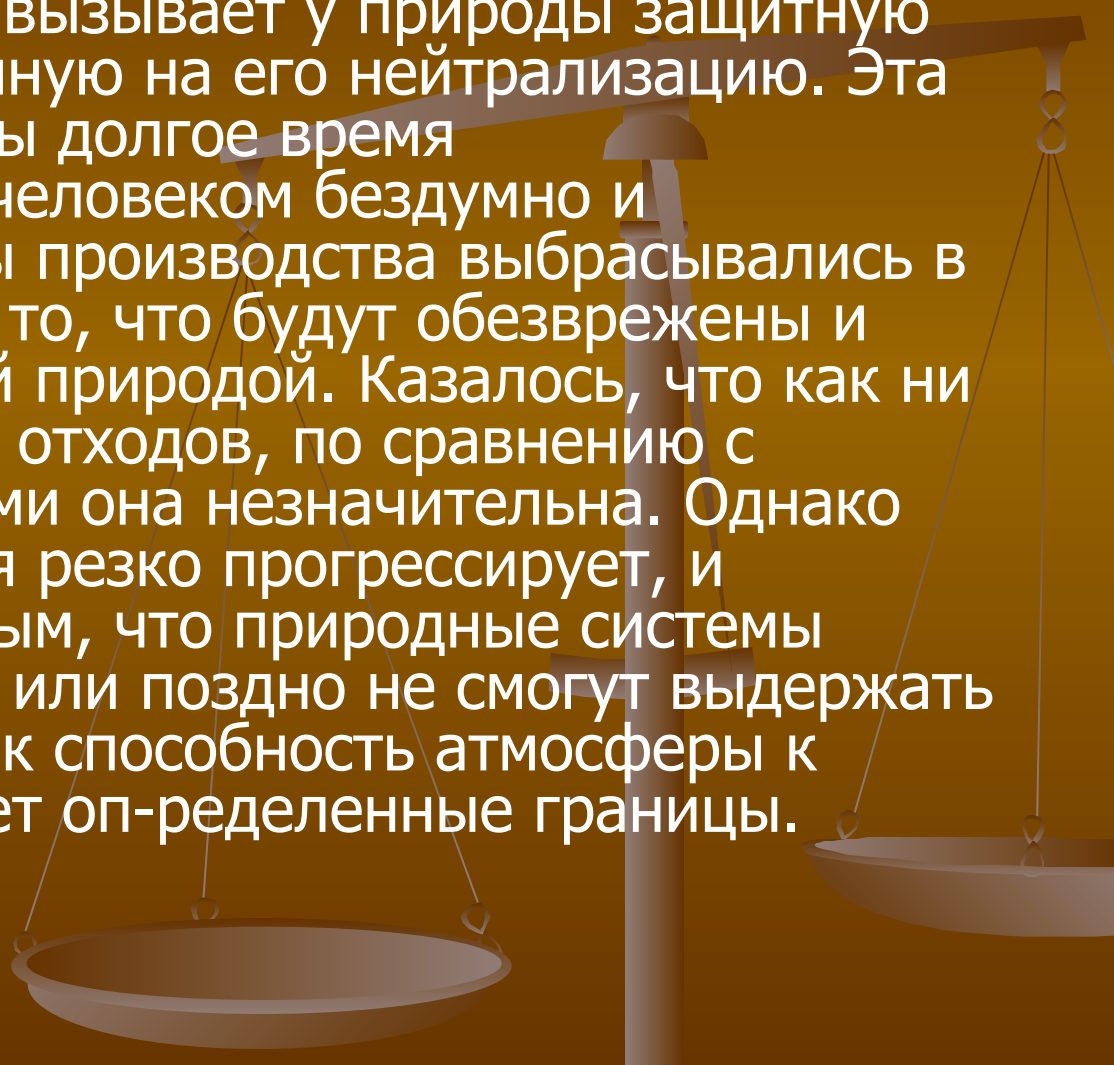 вызывает у природы защитную
нную на его нейтрализацию. Эта
ы долгое время
человеком бездумно и
ы производства выбрасывались в
то, что будут обезврежены и
й природой. Казалось, что как ни
отходов, по сравнению с
ми она незначительна. Однако
я резко прогрессирует, и
ым, что природные системы
или поздно не смогут выдержать
к способность атмосферы к
ет оп-ределенные границы.